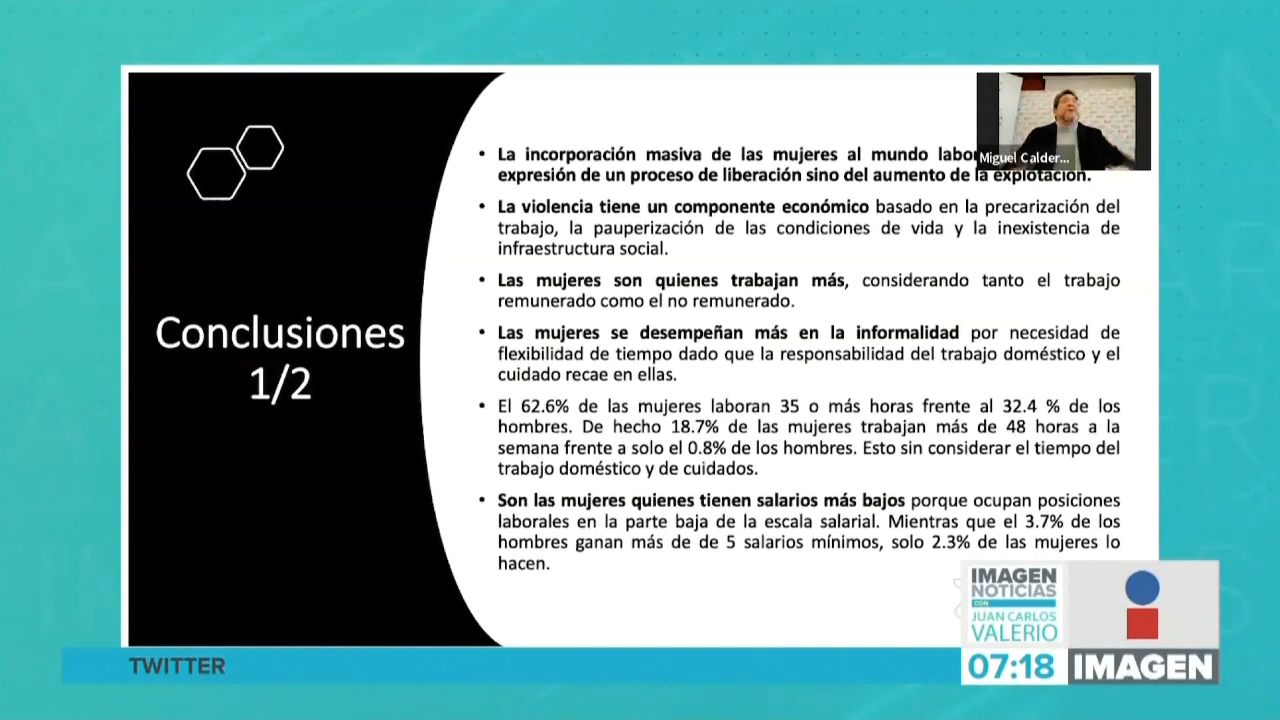 Conclusiones
1/2
• La incorporación masiva de las mujeres al mundo
expresión de un proceso de liberación sino del aumento de la explotación.
• La violencia tiene un componente económico basado en la precarización del
trabajo, la pauperización de las condiciones de vida y la inexistencia de
infraestructura social.
• Las mujeres son quienes trabajan más, considerando tanto el trabajo
remunerado como el no remunerado.
• Las mujeres se desempeñan más en la informalidad por necesidad de
flexibilidad de tiempo dado que la responsabilidad del trabajo doméstico y el
cuidado recae en ellas.
• El 62.6% de las mujeres laboran 35 o más horas frente al 32.4 % de los
hombres. De hecho 18.7% de las mujeres trabajan más de 48 horas a la
semana frente a solo el 0.8% de los hombres. Esto sin considerar el tiempo del
trabajo doméstico y de cuidados.
• Son las mujeres quienes tienen salarios más bajos porque ocupan posiciones
laborales en la parte baja de la escala salarial. Mientras que el 3.7% de los
hombres ganan más de de 5 salarios mínimos, solo 2.3% de las mujeres lo
hacen.
Miguel Calder...
IMAGEN
NOTICIAS
CON
JUAN CARLOS
VALERIO
TWITTER
07:18
IMAGEN